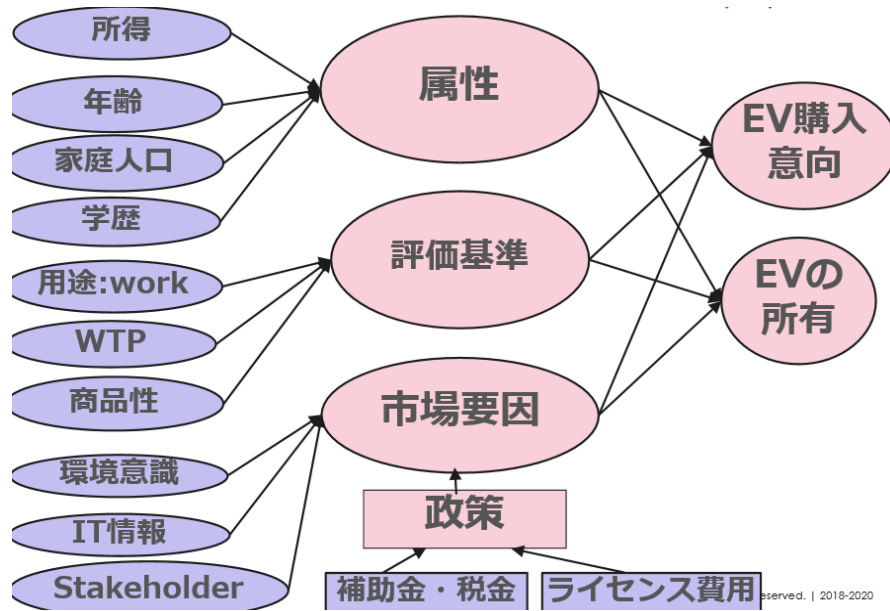 所得
年齢
家庭人口
学歴
用途:work
WTP
商品性
環境意識
IT情報
Stakeholder
属性
評価基準
市場要因
政策
補助金・税金
ライセンス費用
EV購入
意向
EVの
所有
eserved. | 2018-2020